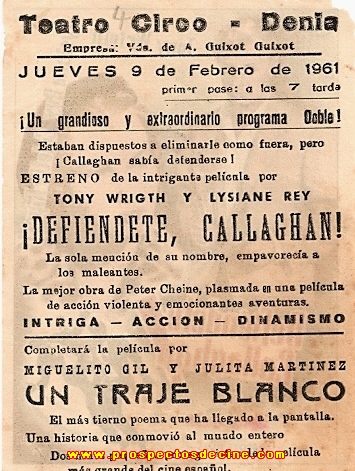 Teatro Circo - Denia
Empresa: Vds. de A. Guixot Guixot
JUEVES 9 de Febrero de 1961
primer pase: a las 7 tarde
¡Un grandioso y extraordinario programa Doble!
Estaban dispuestos a eliminarle como fuera, pero
¡Callaghan sabía defenderse!
ESTRENO de la intrigante película por
TONY WRIGTH Y LYSIANE REY
¡DEFIENDETE, CALLAGHAN!
La sola mención de su nombre, empavorecía a
los maleantes.
La mejor obra de Peter Cheine, plasmada en una película
de acción violenta y emocionantes aventuras.
INTRIGA — ACCION — DINAMISMO
Completará la película por
MIGUELITO GIL Y JULITA MARTINEZ
UN TRAJE BLANCO
El más tierno poema que ha llegado a la pantalla.
Una historia que conmovió al mundo entero
Dos película
www.prospectosdecine.com
más grande del cine español.